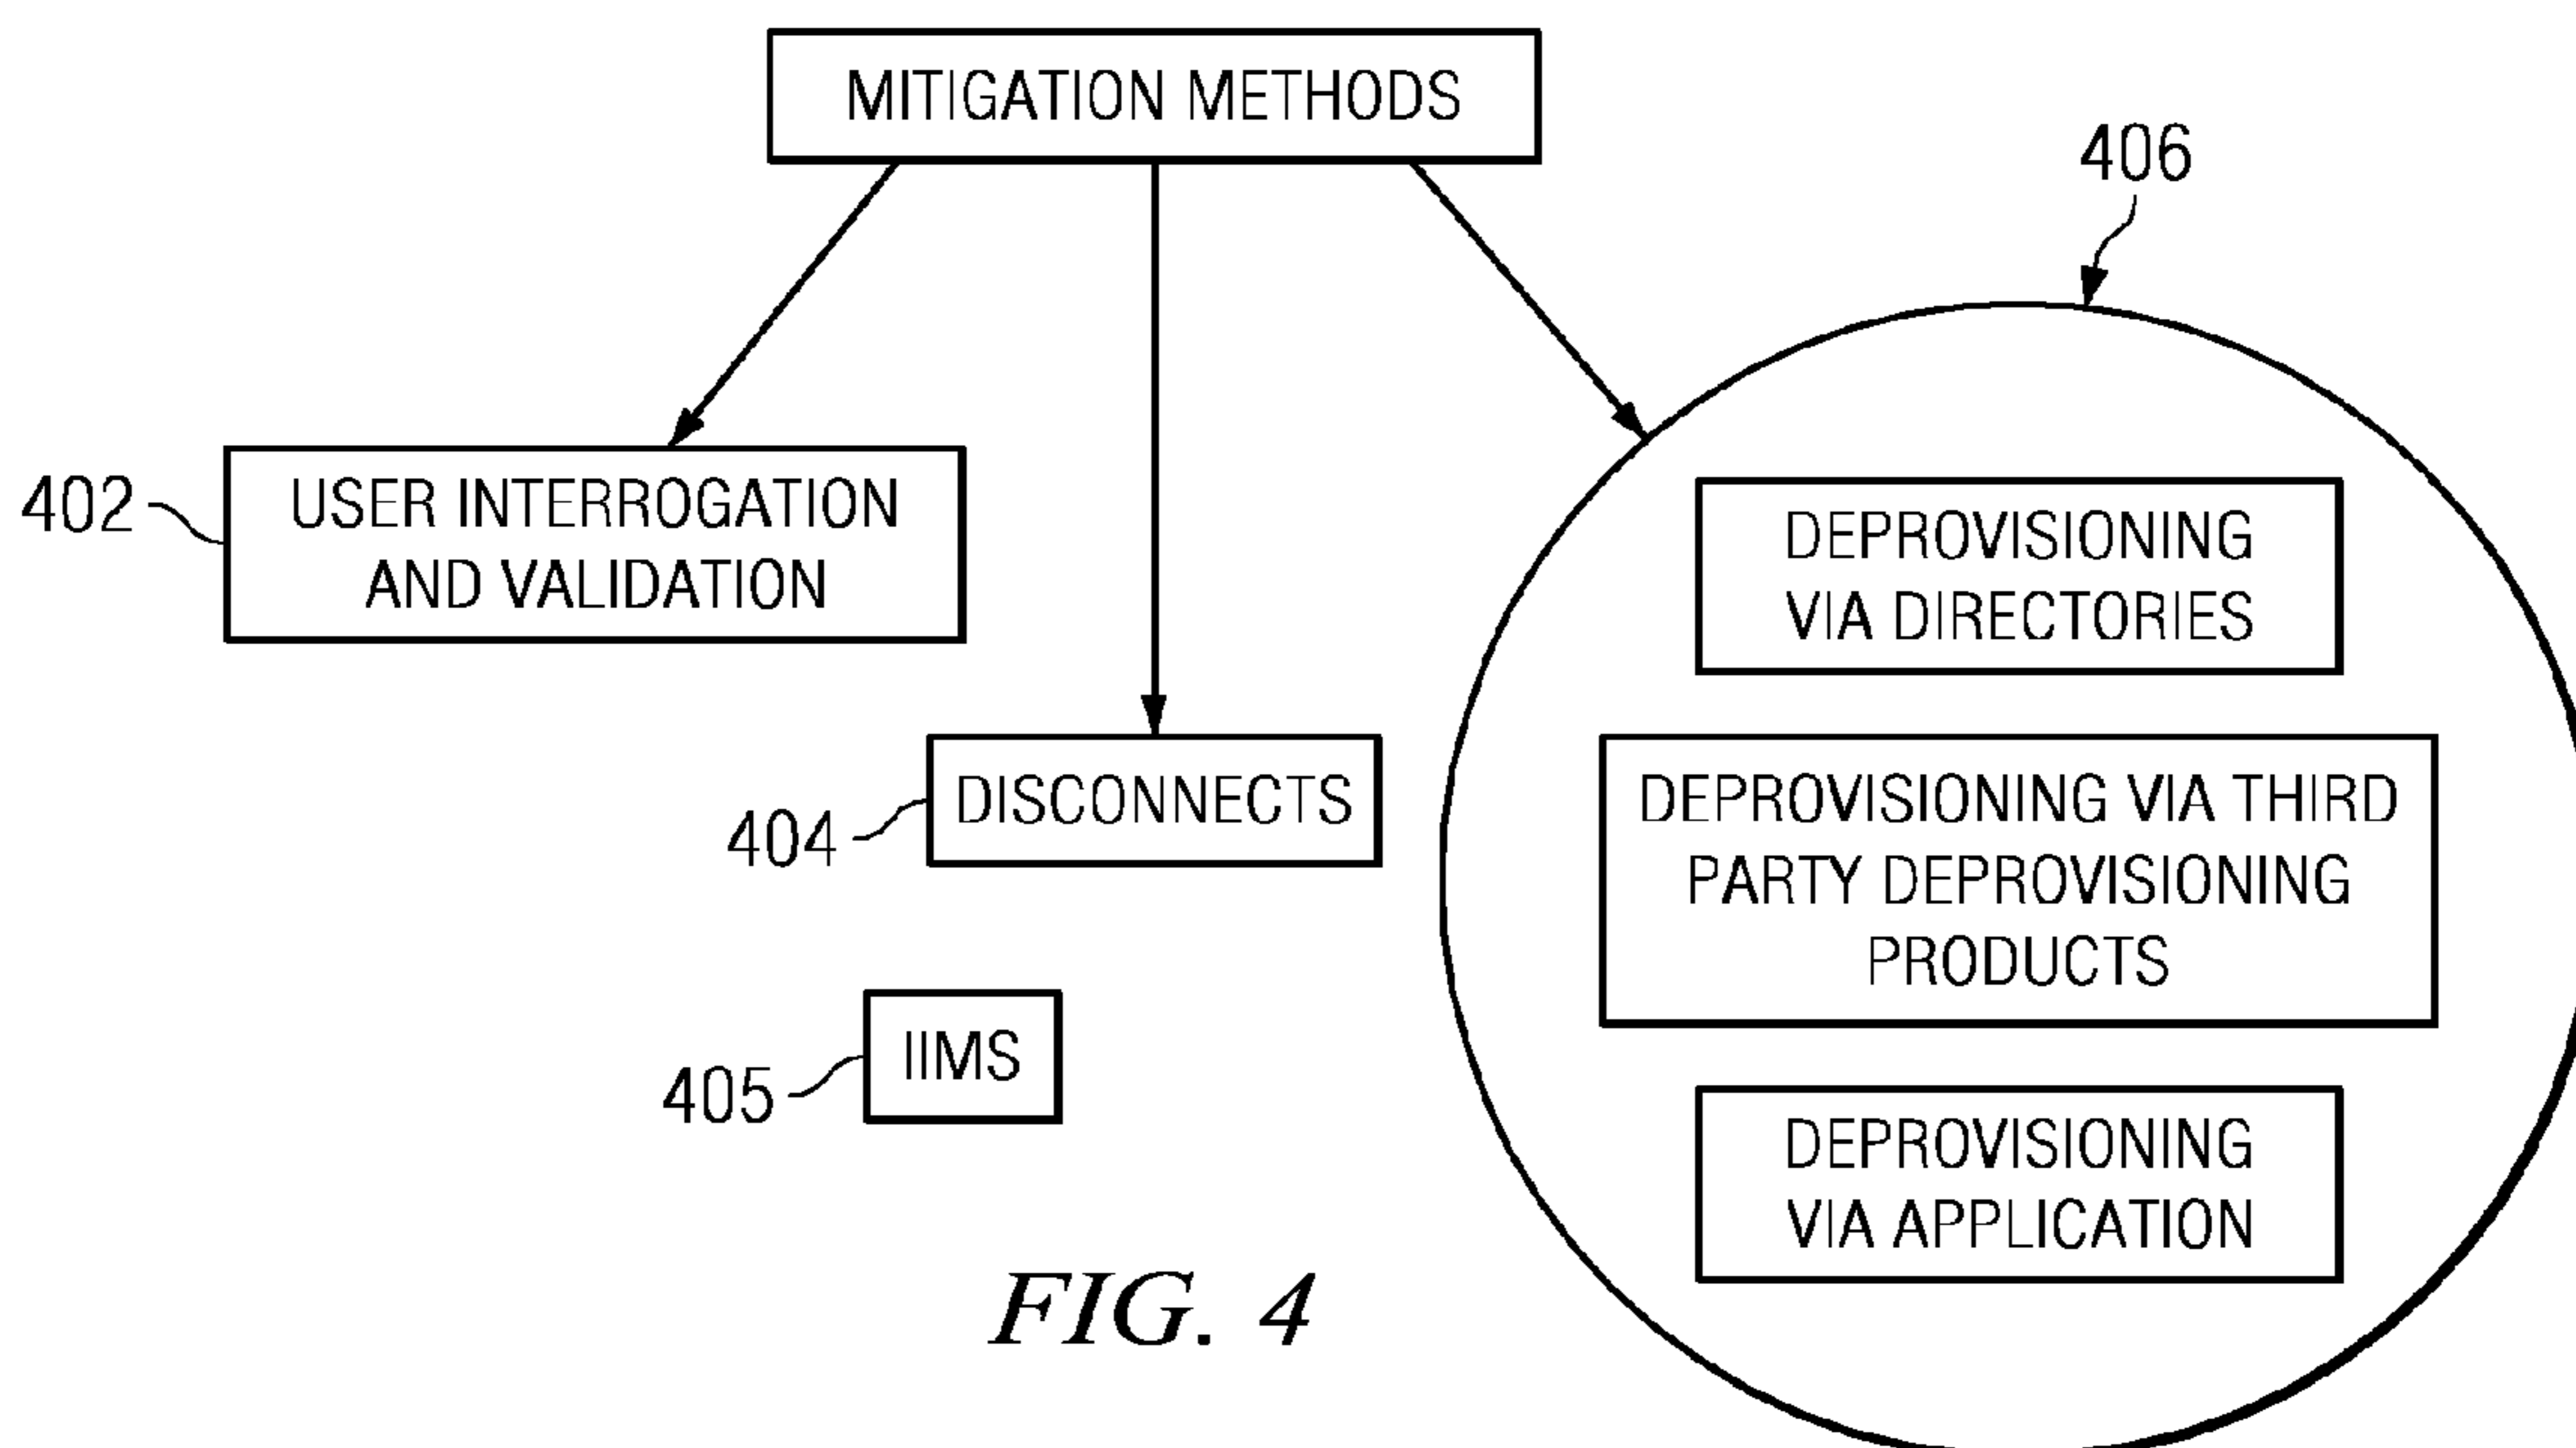 MITIGATION METHODS
406
402
USER INTERROGATION
AND VALIDATION
DEPROVISIONING
VIA DIRECTORIES
404
DISCONNECTS
DEPROVISIONING VIA THIRD
PARTY DEPROVISIONING
PRODUCTS
405
IIMS
DEPROVISIONING
VIA APPLICATION
FIG. 4